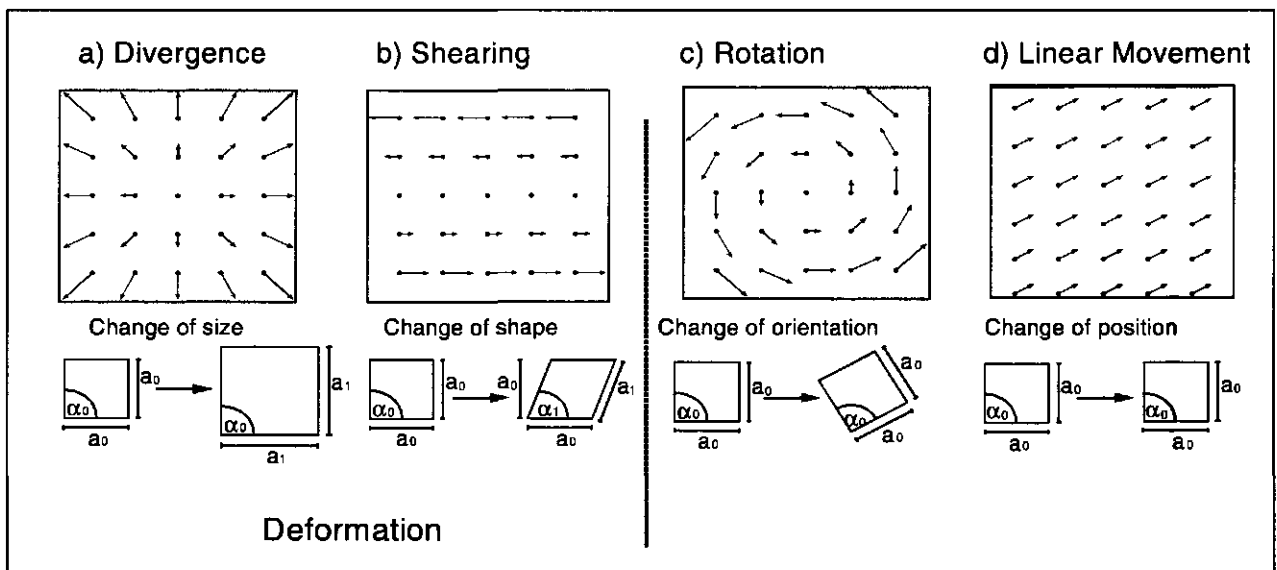 a) Divergence
b) Shearing
c) Rotation
d) Linear Movement
Change of size
Change of shape
Change of orientation
Change of position
α₀ a₀ a₀ α₀ a₁ a₁
α₀ a₀ a₀ a₀ α₁ a₁ a₀
α₀ a₀ a₀ α₀ a₀ a₀
α₀ a₀ a₀ α₀ a₀ a₀
Deformation